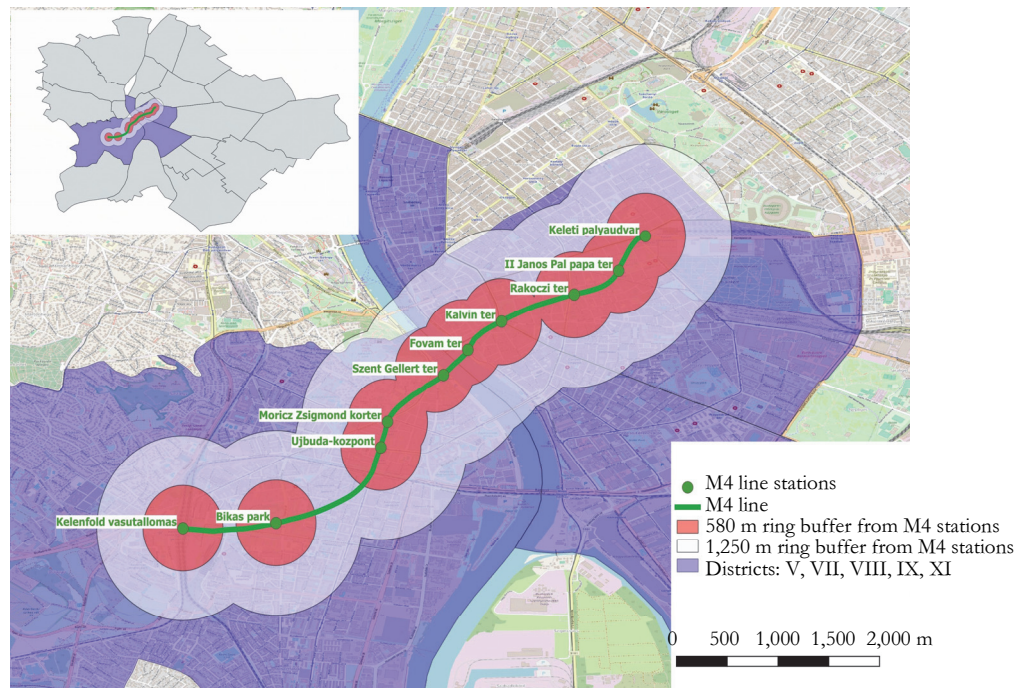 Keleti palyaudvar
II Janos Pal papa ter
Rakoczi ter
Kalvin ter
Fovam ter
Szent Gellert ter
Moricz Zsigmond korter
Ujbuda-kozpont
Bikas park
Kelenfold vasutallomas
M4 line stations
M4 line
580 m ring buffer from M4 stations
1,250 m ring buffer from M4 stations
Districts: V, VII, VIII, IX, XI
0 500 1,000 1,500 2,000 m